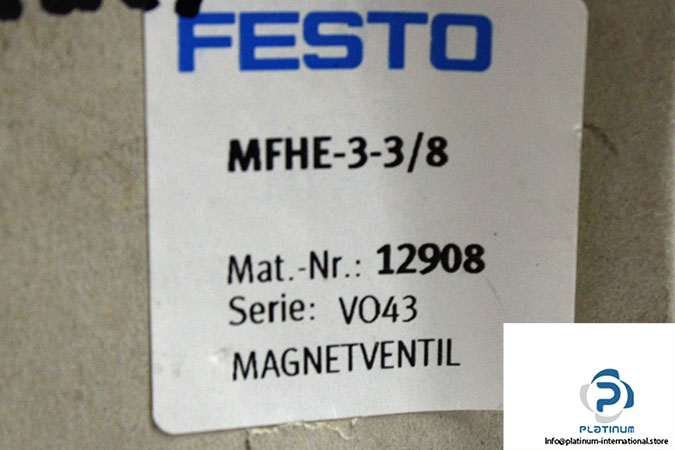 FESTO
MFHE-3-3/8
Mat.-Nr.: 12908
Serie: VO43
MAGNETVENTIL
PLATINUM
Info@platinum-international.store